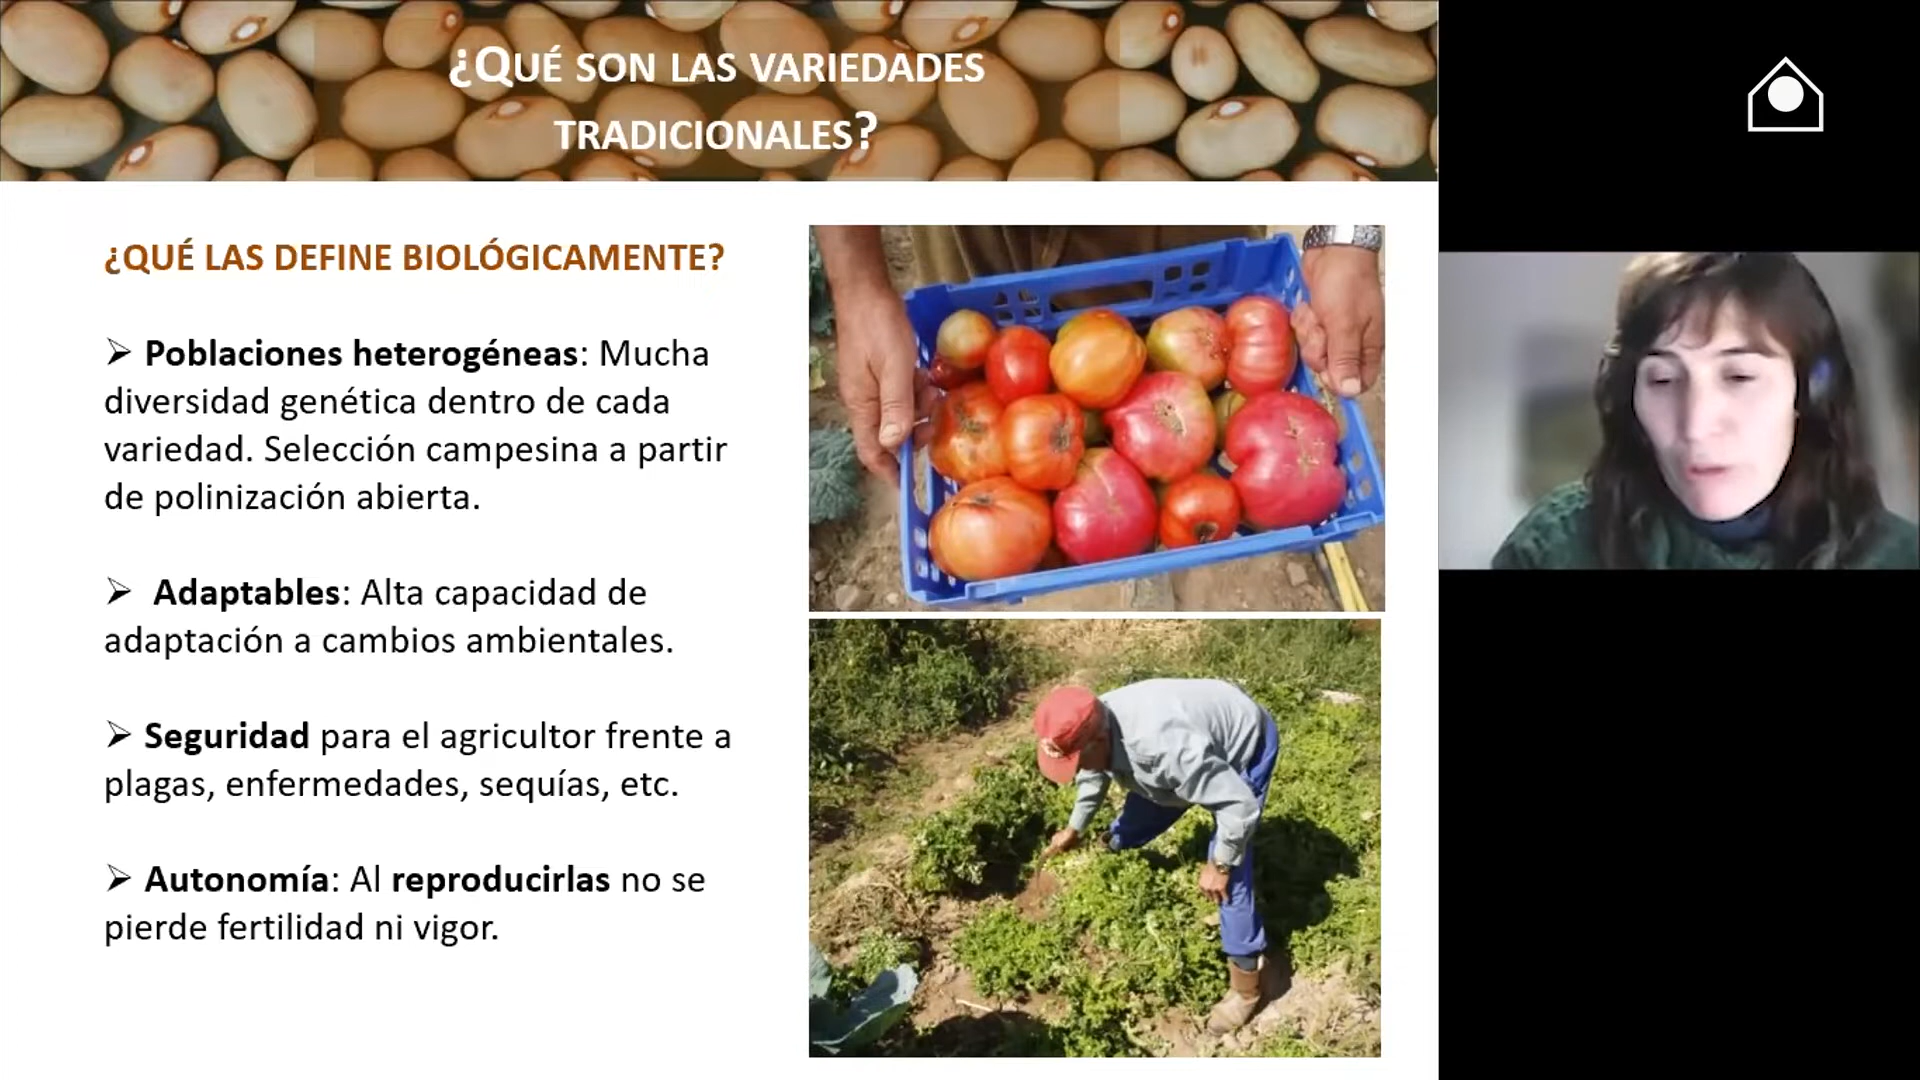 ¿QUÉ SON LAS VARIEDADES
TRADICIONALES?
¿QUÉ LAS DEFINE BIOLÓGICAMENTE?
➢ Poblaciones heterogéneas: Mucha
diversidad genética dentro de cada
variedad. Selección campesina a partir
de polinización abierta.
➢ Adaptables: Alta capacidad de
adaptación a cambios ambientales.
➢ Seguridad para el agricultor frente a
plagas, enfermedades, sequías, etc.
➢ Autonomía: Al reproducirlas no se
pierde fertilidad ni vigor.